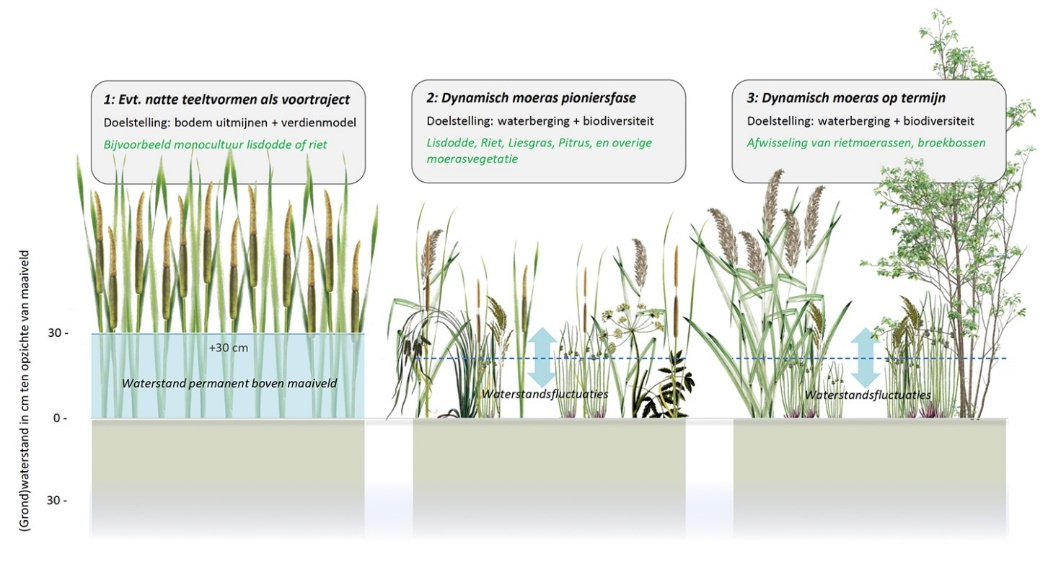 1: Evt. natte teeltvormen als voortraject
Doelstelling: bodem uitmijnen + verdienmodel
Bijvoorbeeld monocultuur lisdodde of riet
2: Dynamisch moeras pioniersfase
Doelstelling: waterberging + biodiversiteit
Lisdodde, Riet, Liesgras, Pitrus, en overige
moerasvegetatie
3: Dynamisch moeras op termijn
Doelstelling: waterberging + biodiversiteit
Afwisseling van rietmoerassen, broekbossen
(Grond)waterstand in cm ten opzichte van maaiveld
30 -
0 -
30 -
+30 cm
Waterstand permanent boven maaiveld
Waterstandsfluctuaties
Waterstandsfluctuaties